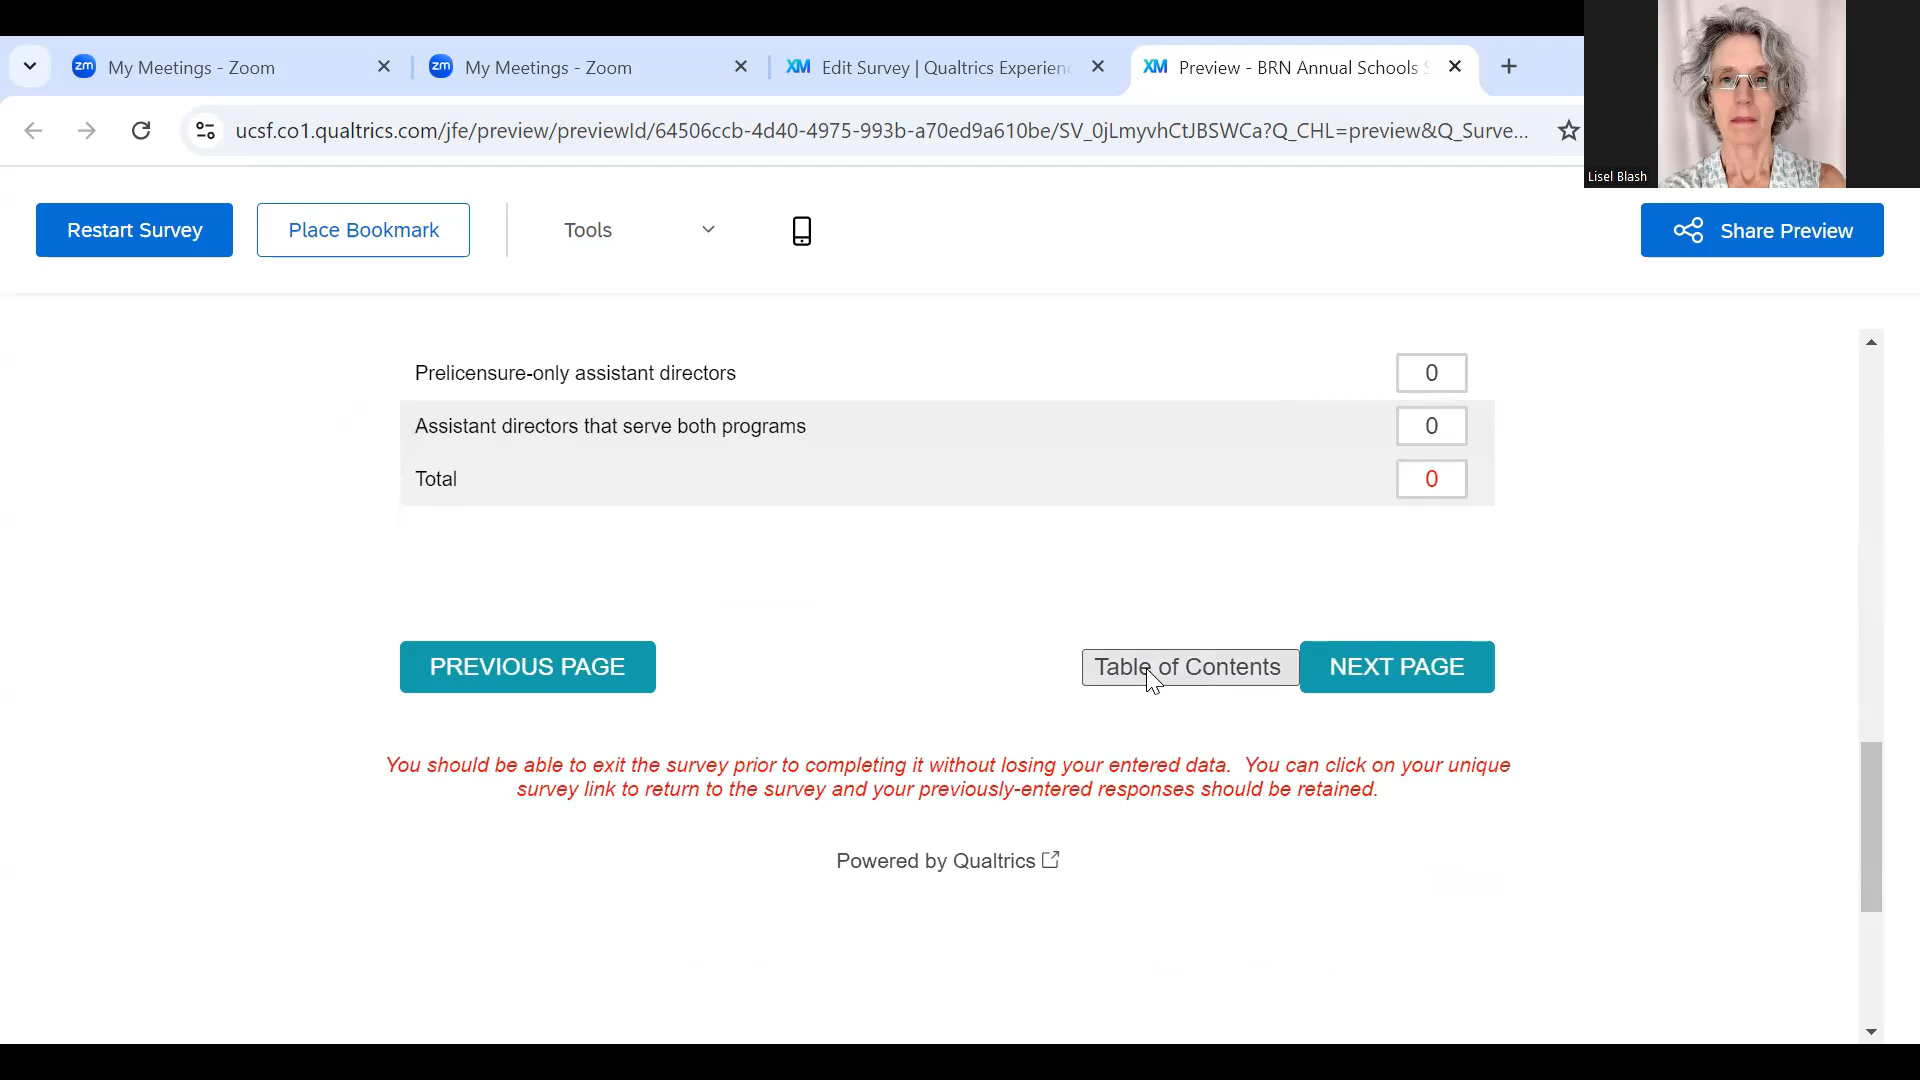 zm My Meetings - Zoom
zm My Meetings - Zoom
XM Edit Survey | Qualtrics Experien
XM Preview - BRN Annual Schools S
ucsf.co1.qualtrics.com/jfe/preview/previewId/64506ccb-4d40-4975-993b-a70ed9a610be/SV_0jLmyvhCtJBSWCa?Q_CHL=preview&Q_Surve...
Lisel Blash
Restart Survey
Place Bookmark
Tools
Share Preview
Prelicensure-only assistant directors 0
Assistant directors that serve both programs 0
Total 0
PREVIOUS PAGE
Table of Contents
NEXT PAGE
You should be able to exit the survey prior to completing it without losing your entered data. You can click on your unique
survey link to return to the survey and your previously-entered responses should be retained.
Powered by Qualtrics